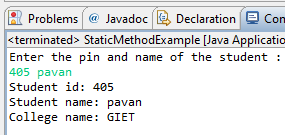 Problems @ Javadoc Declaration Con
<terminated> StaticMethodExample [Java Application
Enter the pin and name of the student :
405 pavan
Student id: 405
Student name: pavan
College name: GIET